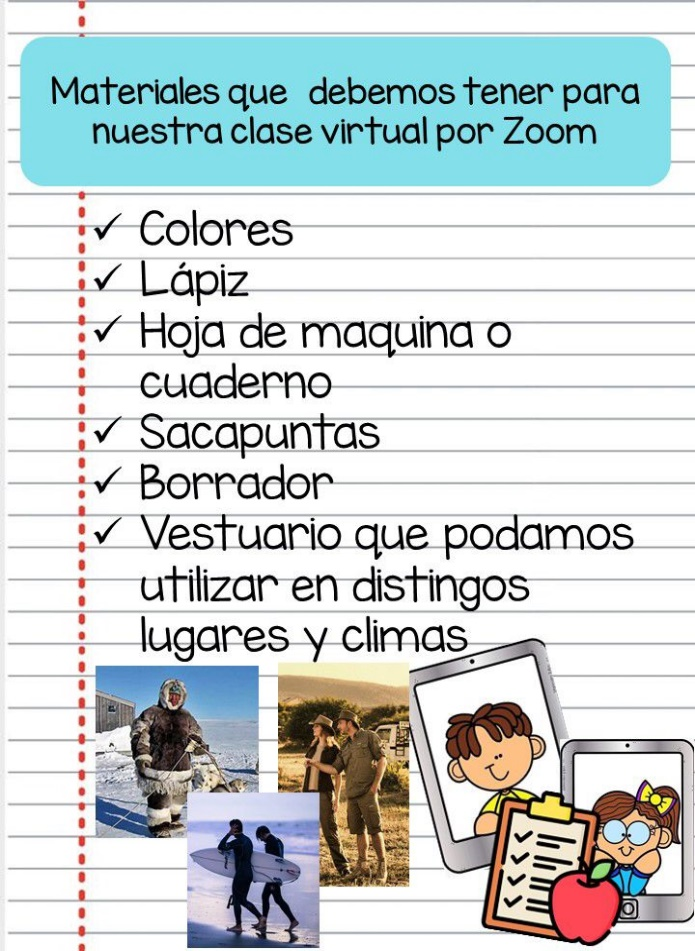 Materiales que debemos tener para
nuestra clase virtual por Zoom
✓ Colores
✓ Lápiz
✓ Hoja de maquina o
cuaderno
✓ Sacapuntas
✓ Borrador
✓ Vestuario que podamos
utilizar en distingos
lugares y climas